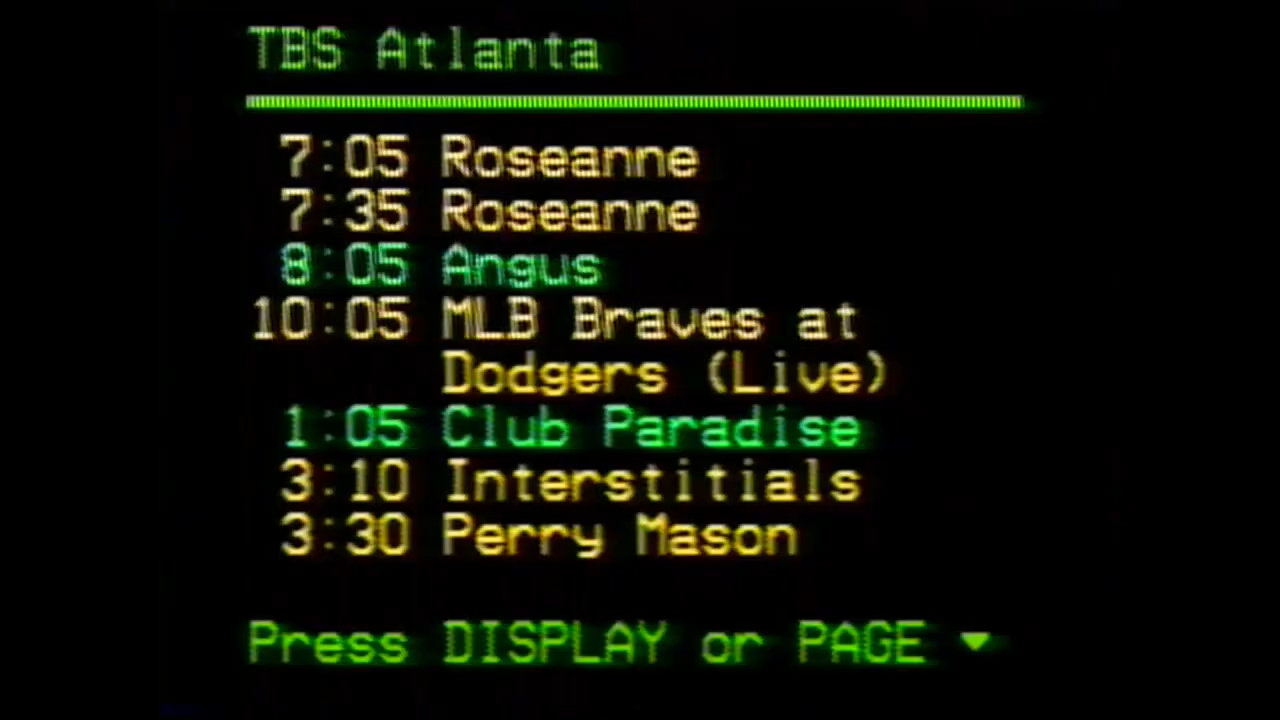 TBS Atlanta
7:05 Roseanne
7:35 Roseanne
8:05 Angus
10:05 MLB Braves at
Dodgers (Live)
1:05 Club Paradise
3:10 Interstitials
3:30 Perry Mason
Press DISPLAY or PAGE ▼